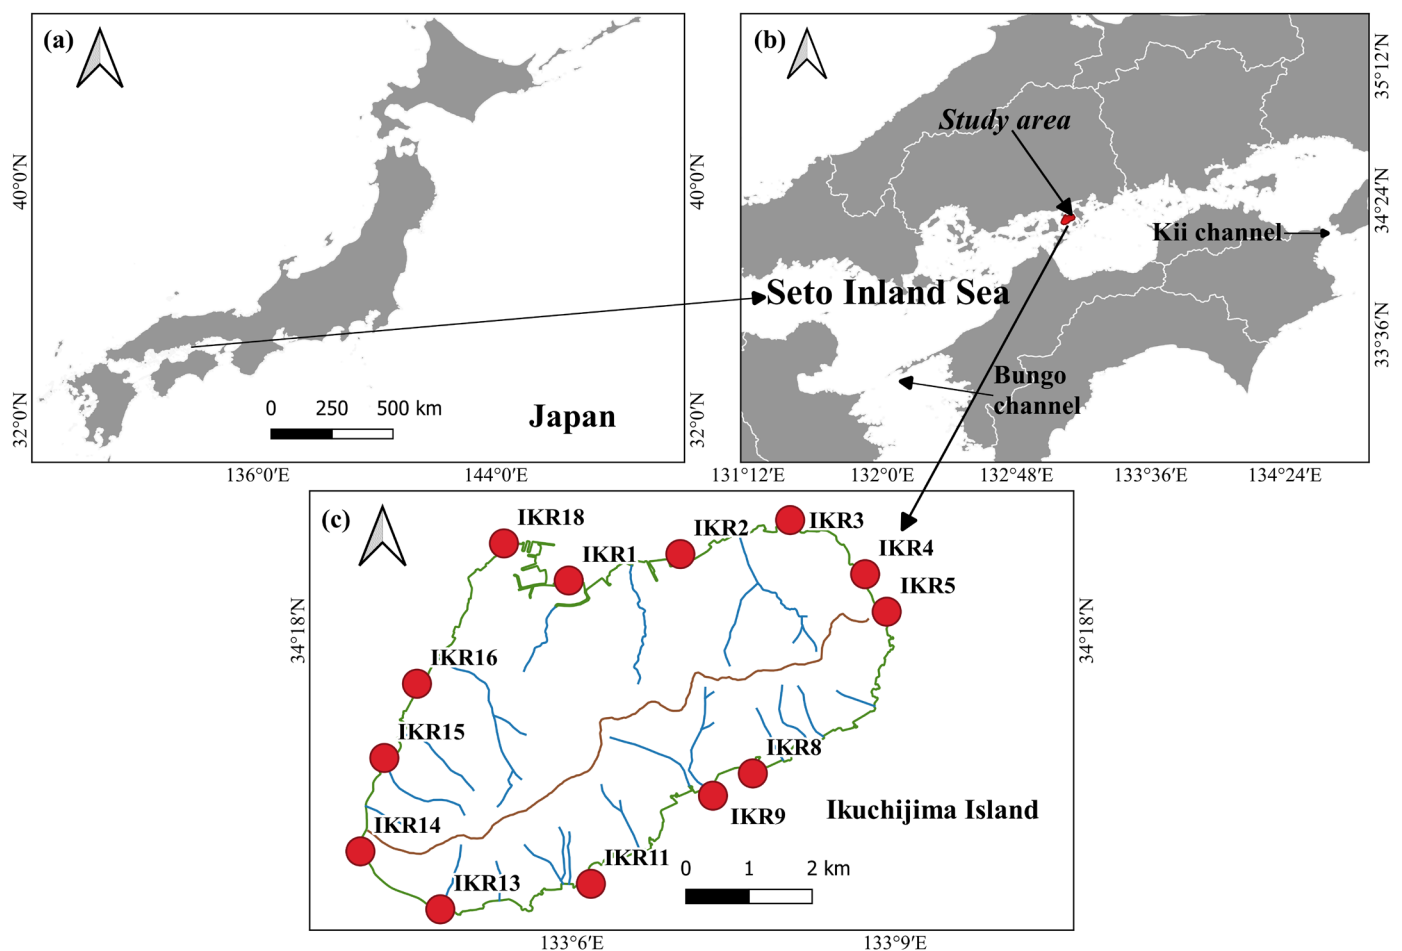 (a)
40°0′N
32°0′N
0 250 500 km
Japan
136°0′E
144°0′E
40°0′N
32°0′N
(b)
Study area
Kii channel
Seto Inland Sea
Bungo
channel
35°12′N
34°24′N
33°36′N
131°12′E
132°0′E
132°48′E
133°36′E
134°24′E
(c)
IKR18
IKR1
IKR2
IKR3
IKR4
IKR5
IKR16
IKR15
IKR8
IKR9
IKR14
IKR11
IKR13
Ikuchijima Island
0 1 2 km
34°18′N
34°18′N
133°6′E
133°9′E